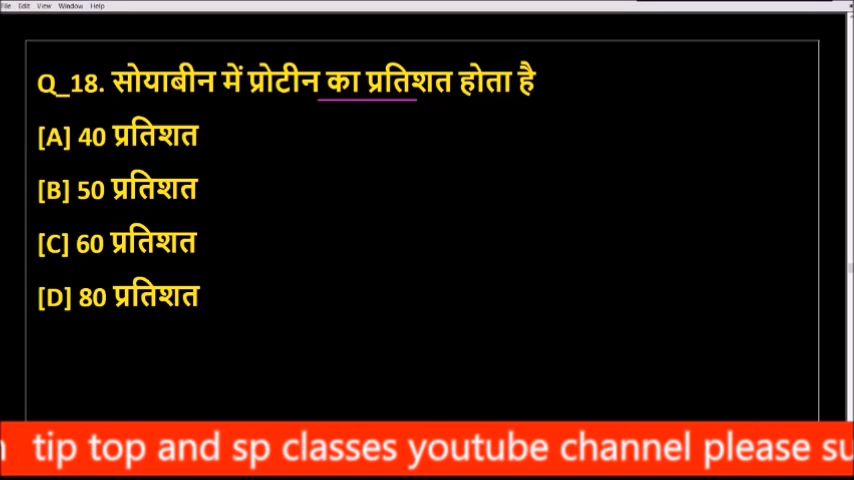 File Edit View Window Help
Q_18. सोयाबीन में प्रोटीन का प्रतिशत होता है
[A] 40 प्रतिशत
[B] 50 प्रतिशत
[C] 60 प्रतिशत
[D] 80 प्रतिशत
tip top and sp classes youtube channel please su